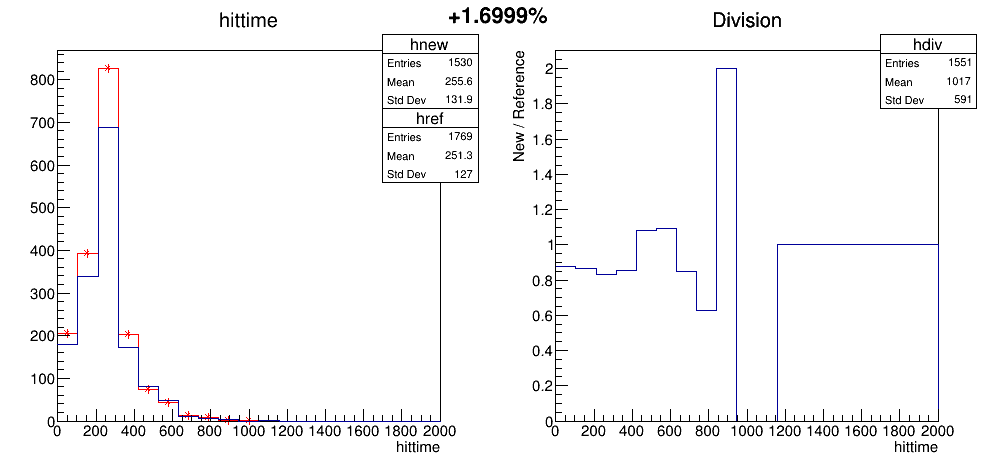 +1.6999%
hittime
hnew
Entries 1530
Mean 255.6
Std Dev 131.9
href
Entries 1769
Mean 251.3
Std Dev 127
800
700
600
500
400
300
200
100
0
0 200 400 600 800 1000 1200 1400 1600 1800 2000
hittime
Division
hdiv
Entries 1551
Mean 1017
Std Dev 591
New / Reference
2
1.8
1.6
1.4
1.2
1
0.8
0.6
0.4
0.2
0
0 200 400 600 800 1000 1200 1400 1600 1800 2000
hittime